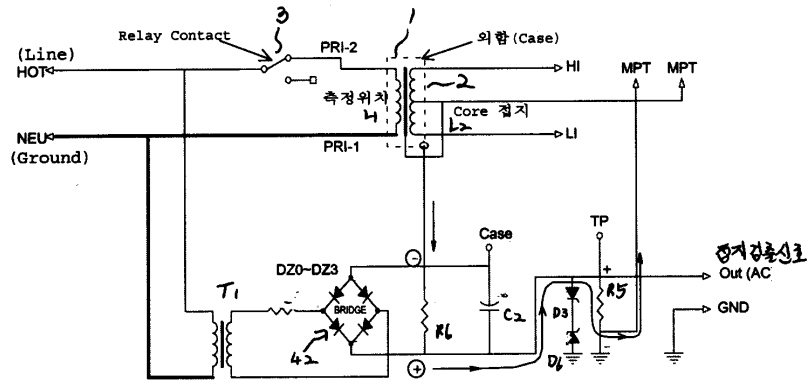 3
1
Relay Contact
PRI-2
외함(Case)
(Line)
HOT
HI
MPT
MPT
2
측정위치
L1
Core 접지
L2
NEU
(Ground)
PRI-1
LI
Case
TP
접지검출신호
Out (AC
DZ0~DZ3
T1
BRIDGE
42
R6
C2
D3
D6
R5
GND